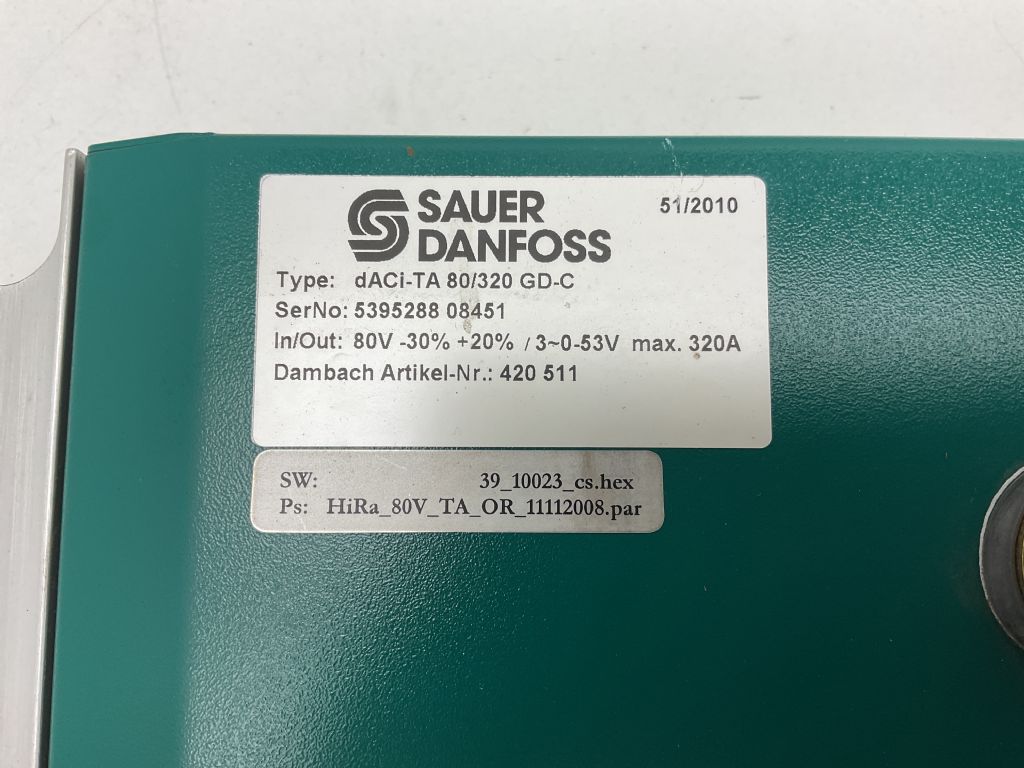 SAUER
DANFOSS
51/2010
Type: dACi-TA 80/320 GD-C
SerNo: 5395288 08451
In/Out: 80V -30% +20% / 3~0-53V max. 320A
Dambach Artikel-Nr.: 420 511
SW: 39_10023_cs.hex
Ps: HiRa_80V_TA_OR_11112008.par